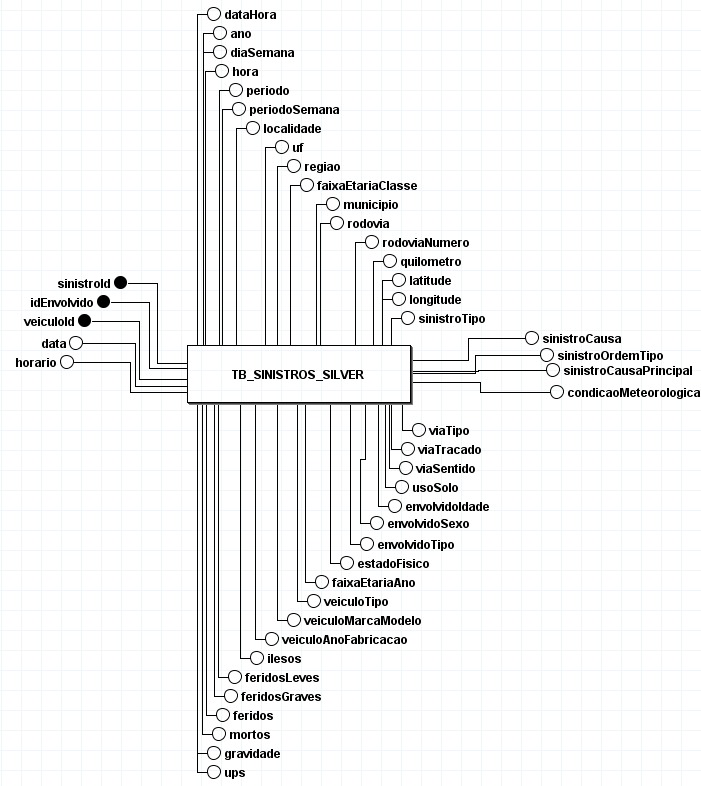 dataHora
ano
diaSemana
hora
periodo
periodoSemana
localidade
uf
regiao
faixaEtariaClasse
municipio
rodovia
rodoviaNumero
quilometro
latitude
longitude
sinistroTipo
sinistroId
idEnvolvido
veiculoId
data
horario
TB_SINISTROS_SILVER
sinistroCausa
sinistroOrdemTipo
sinistroCausaPrincipal
condicaoMeteorologica
viaTipo
viaTracado
viaSentido
usoSolo
envolvidoIdade
envolvidoSexo
envolvidoTipo
estadoFisico
faixaEtariaAno
veiculoTipo
veiculoMarcaModelo
veiculoAnoFabricacao
ilesos
feridosLeves
feridosGraves
feridos
mortos
gravidade
ups